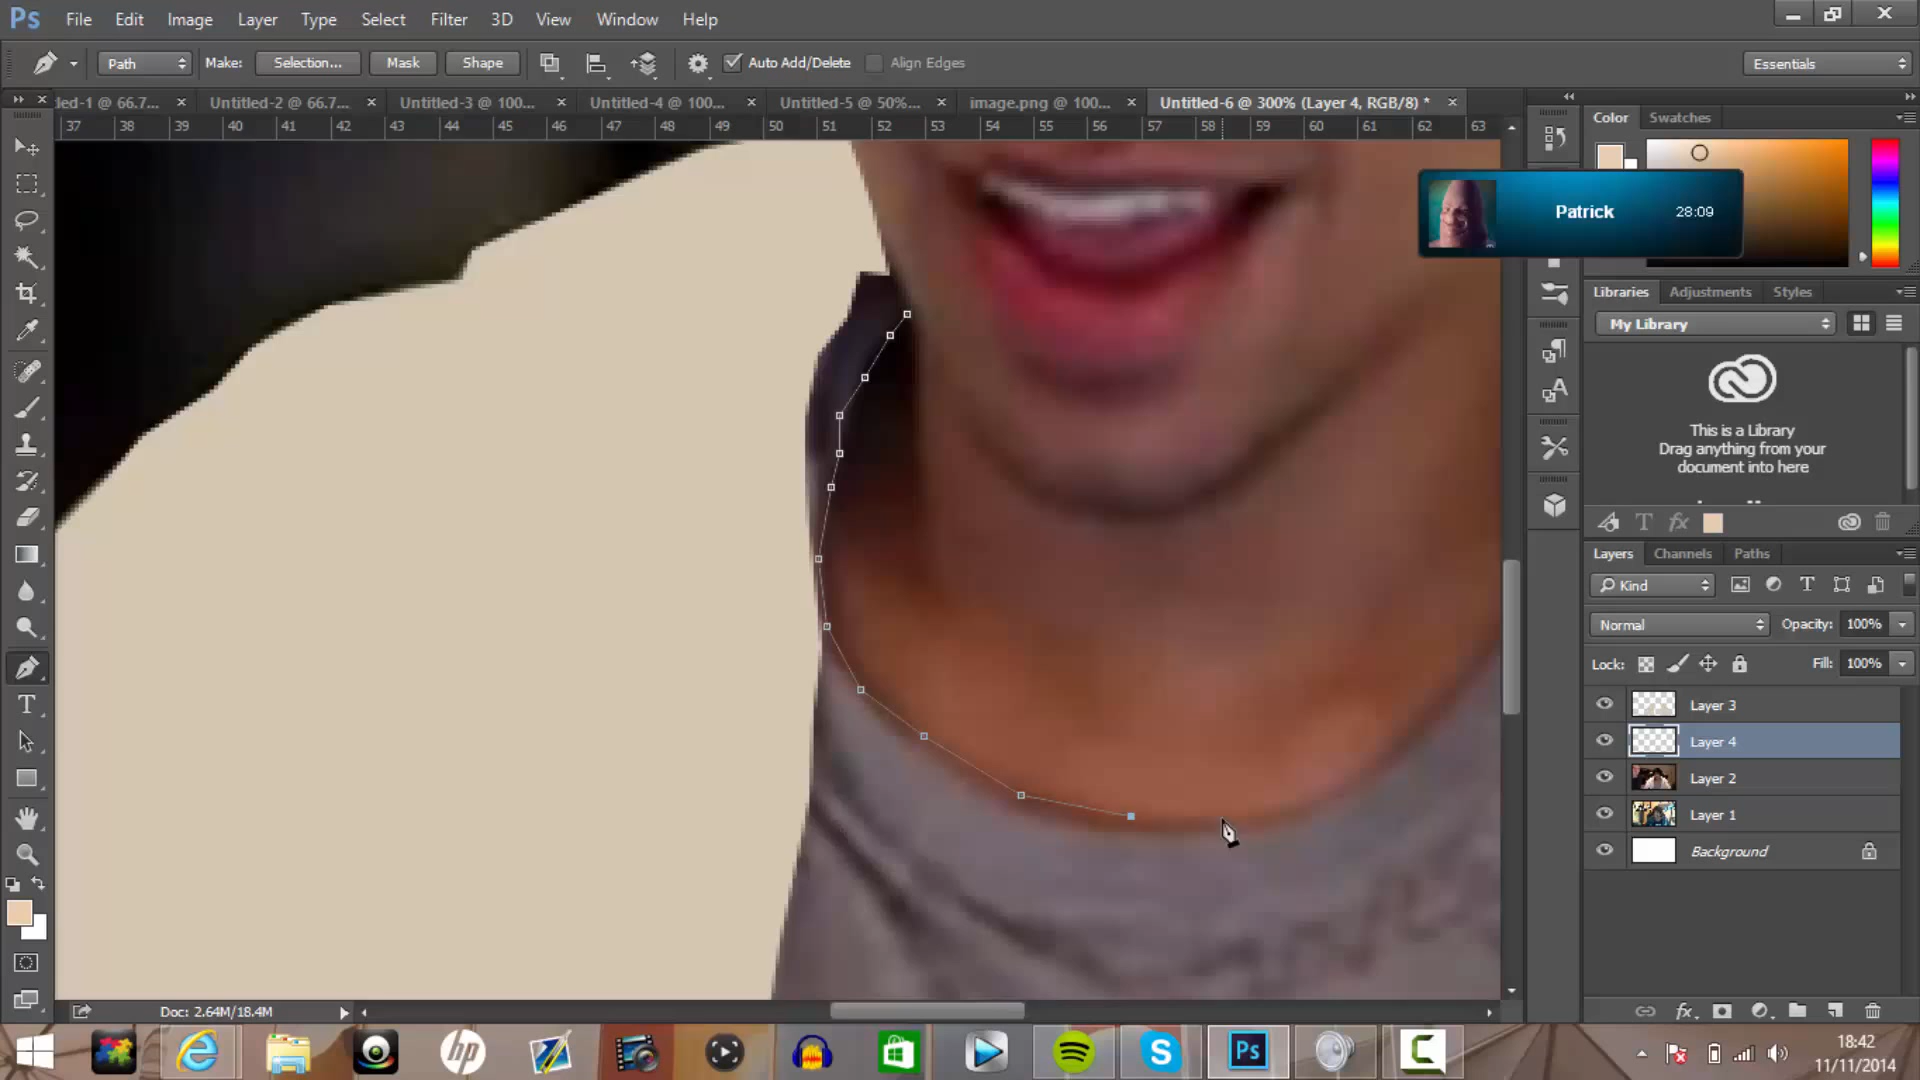 Ps File Edit Image Layer Type Select Filter 3D View Window Help
Path Make: Selection... Mask Shape Auto Add/Delete Align Edges Essentials
led-1 @ 66.7... Untitled-2 @ 66.7... Untitled-3 @ 100... Untitled-4 @ 100... Untitled-5 @ 50%... image.png @ 100... Untitled-6 @ 300% (Layer 4, RGB/8) *
37 38 39 40 41 42 43 44 45 46 47 48 49 50 51 52 53 54 55 56 57 58 59 60 61 62 63
Color Swatches
Patrick 28:09
Libraries Adjustments Styles
My Library
This is a Library
Drag anything from your
document into here
Layers Channels Paths
Kind
Normal Opacity: 100%
Lock: Fill: 100%
Layer 3
Layer 4
Layer 2
Layer 1
Background
Doc: 2.64M/18.4M
18:42
11/11/2014